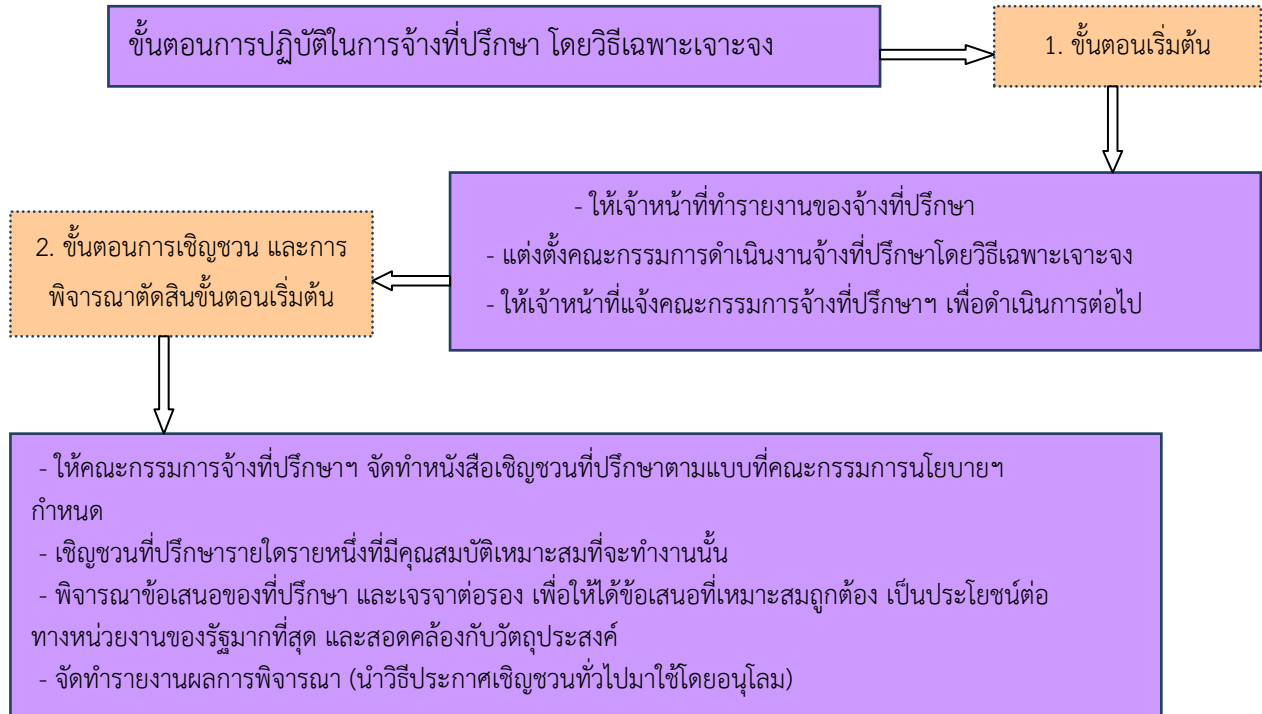 ขั้นตอนการปฏิบัติในการจ้างที่ปรึกษา โดยวิธีเฉพาะเจาะจง
1. ขั้นตอนเริ่มต้น
- ให้เจ้าหน้าที่ทำรายงานของจ้างที่ปรึกษา
- แต่งตั้งคณะกรรมการดำเนินงานจ้างที่ปรึกษาโดยวิธีเฉพาะเจาะจง
- ให้เจ้าหน้าที่แจ้งคณะกรรมการจ้างที่ปรึกษาฯ เพื่อดำเนินการต่อไป
2. ขั้นตอนการเชิญชวน และการ
พิจารณาตัดสินขั้นตอนเริ่มต้น
- ให้คณะกรรมการจ้างที่ปรึกษาฯ จัดทำหนังสือเชิญชวนที่ปรึกษาตามแบบที่คณะกรรมการนโยบายฯ
กำหนด
- เชิญชวนที่ปรึกษารายใดรายหนึ่งที่มีคุณสมบัติเหมาะสมที่จะทำงานนั้น
- พิจารณาข้อเสนอของที่ปรึกษา และเจรจาต่อรอง เพื่อให้ได้ข้อเสนอที่เหมาะสมถูกต้อง เป็นประโยชน์ต่อ
ทางหน่วยงานของรัฐมากที่สุด และสอดคล้องกับวัตถุประสงค์
- จัดทำรายงานผลการพิจารณา (นำวิธีประกาศเชิญชวนทั่วไปมาใช้โดยอนุโลม)